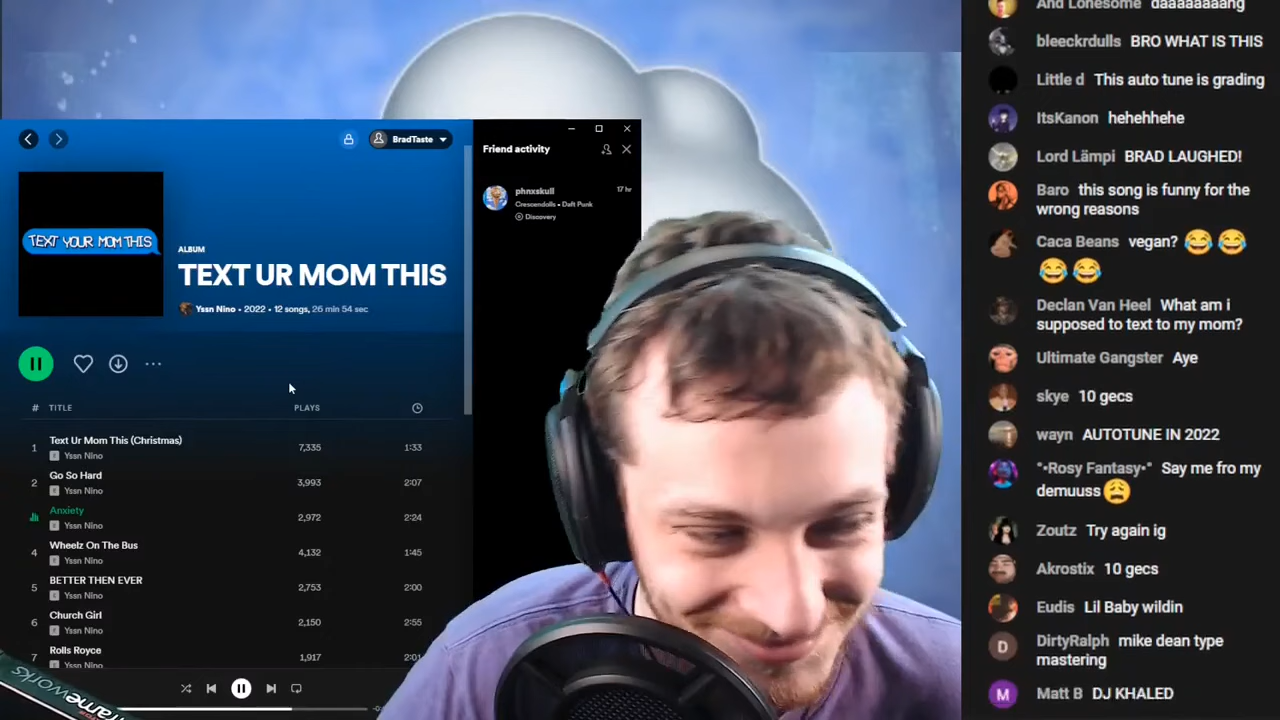 BradTaste
TEXT YOUR MOM THIS
ALBUM
TEXT UR MOM THIS
Yssn Nino • 2022 • 12 songs, 26 min 54 sec
# TITLE PLAYS
1 Text Ur Mom This (Christmas) 7,335 1:33
E Yssn Nino
2 Go So Hard 3,993 2:07
E Yssn Nino
Anxiety 2,972 2:24
E Yssn Nino
4 Wheelz On The Bus 4,132 1:45
E Yssn Nino
5 BETTER THEN EVER 2,753 2:00
E Yssn Nino
6 Church Girl 2,150 2:55
E Yssn Nino
7 Rolls Royce 1,917 2:01
E Yssn Nino
Friend activity
phnxskull 17 hr
Crescendolls • Daft Punk
Discovery
And Lonesome daaaaaaang
bleeckrdulls BRO WHAT IS THIS
Little d This auto tune is grading
ItsKanon hehehhehe
Lord Lämpi BRAD LAUGHED!
Baro this song is funny for the
wrong reasons
Caca Beans vegan? 😂😂
😂😂
Declan Van Heel What am i
supposed to text to my mom?
Ultimate Gangster Aye
skye 10 gecs
wayn AUTOTUNE IN 2022
"•Rosy Fantasy•" Say me fro my
demuuss😩
Zoutz Try again ig
Akrostix 10 gecs
Eudis Lil Baby wildin
D DirtyRalph mike dean type
mastering
M Matt B DJ KHALED